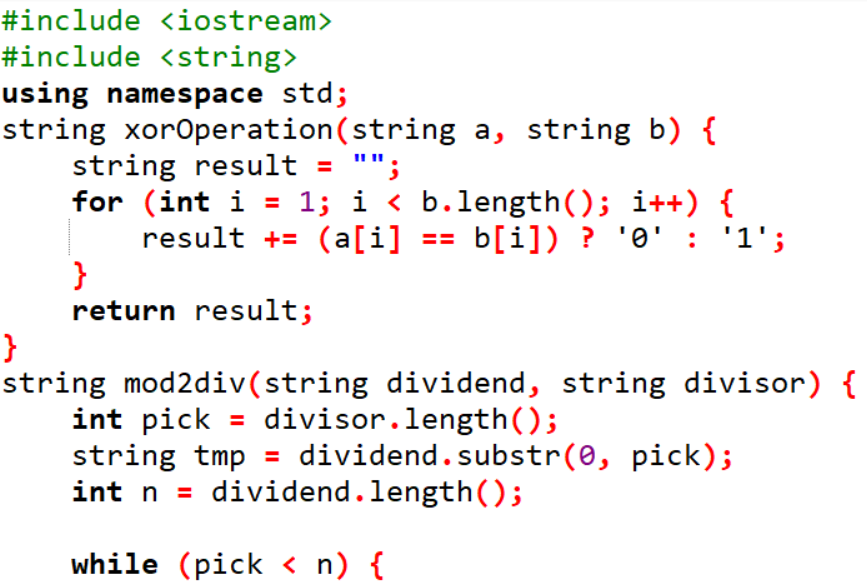 #include <iostream>
#include <string>
using namespace std;
string xorOperation(string a, string b) {
    string result = "";
    for (int i = 1; i < b.length(); i++) {
        result += (a[i] == b[i]) ? '0' : '1';
    }
    return result;
}
string mod2div(string dividend, string divisor) {
    int pick = divisor.length();
    string tmp = dividend.substr(0, pick);
    int n = dividend.length();

    while (pick < n) {